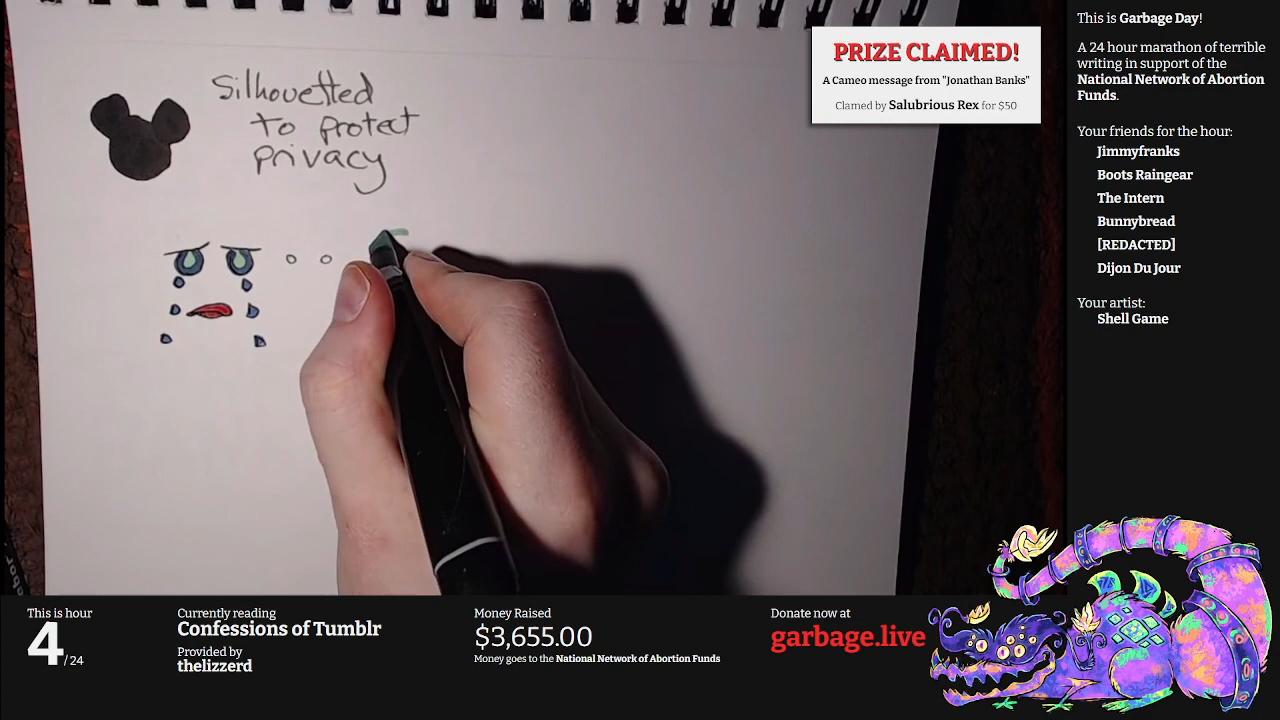 Silhouetted
to protect
privacy
PRIZE CLAIMED!
A Cameo message from "Jonathan Banks"
Clamed by Salubrious Rex for $50
This is Garbage Day!
A 24 hour marathon of terrible
writing in support of the
National Network of Abortion
Funds.
Your friends for the hour:
Jimmyfranks
Boots Raingear
The Intern
Bunnybread
[REDACTED]
Dijon Du Jour
Your artist:
Shell Game
This is hour
4/24
Currently reading
Confessions of Tumblr
Provided by
thelizzerd
Money Raised
$3,655.00
Money goes to the National Network of Abortion Funds
Donate now at
garbage.live